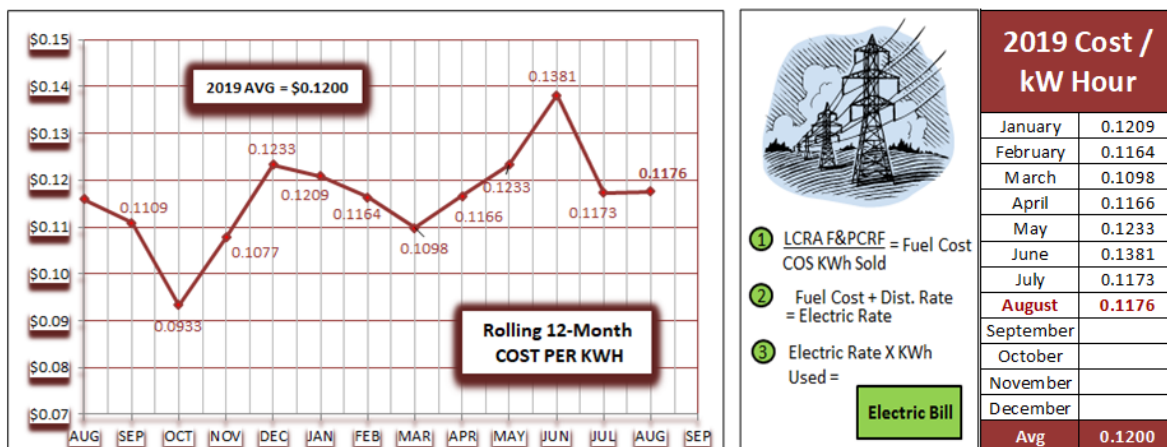 $0.15
$0.14
$0.13
$0.12
$0.11
$0.10
$0.09
$0.08
$0.07
2019 AVG = $0.1200
0.1109
0.0933
0.1077
0.1233
0.1209
0.1164
0.1098
0.1166
0.1233
0.1381
0.1173
0.1176
Rolling 12-Month
COST PER KWH
AUG SEP OCT NOV DEC JAN FEB MAR APR MAY JUN JUL AUG SEP
1 LCRA F&PCRF = Fuel Cost
COS KWh Sold
2 Fuel Cost + Dist. Rate
= Electric Rate
3 Electric Rate X KWh
Used =
Electric Bill
2019 Cost /
kW Hour
January 0.1209
February 0.1164
March 0.1098
April 0.1166
May 0.1233
June 0.1381
July 0.1173
August 0.1176
September
October
November
December
Avg 0.1200